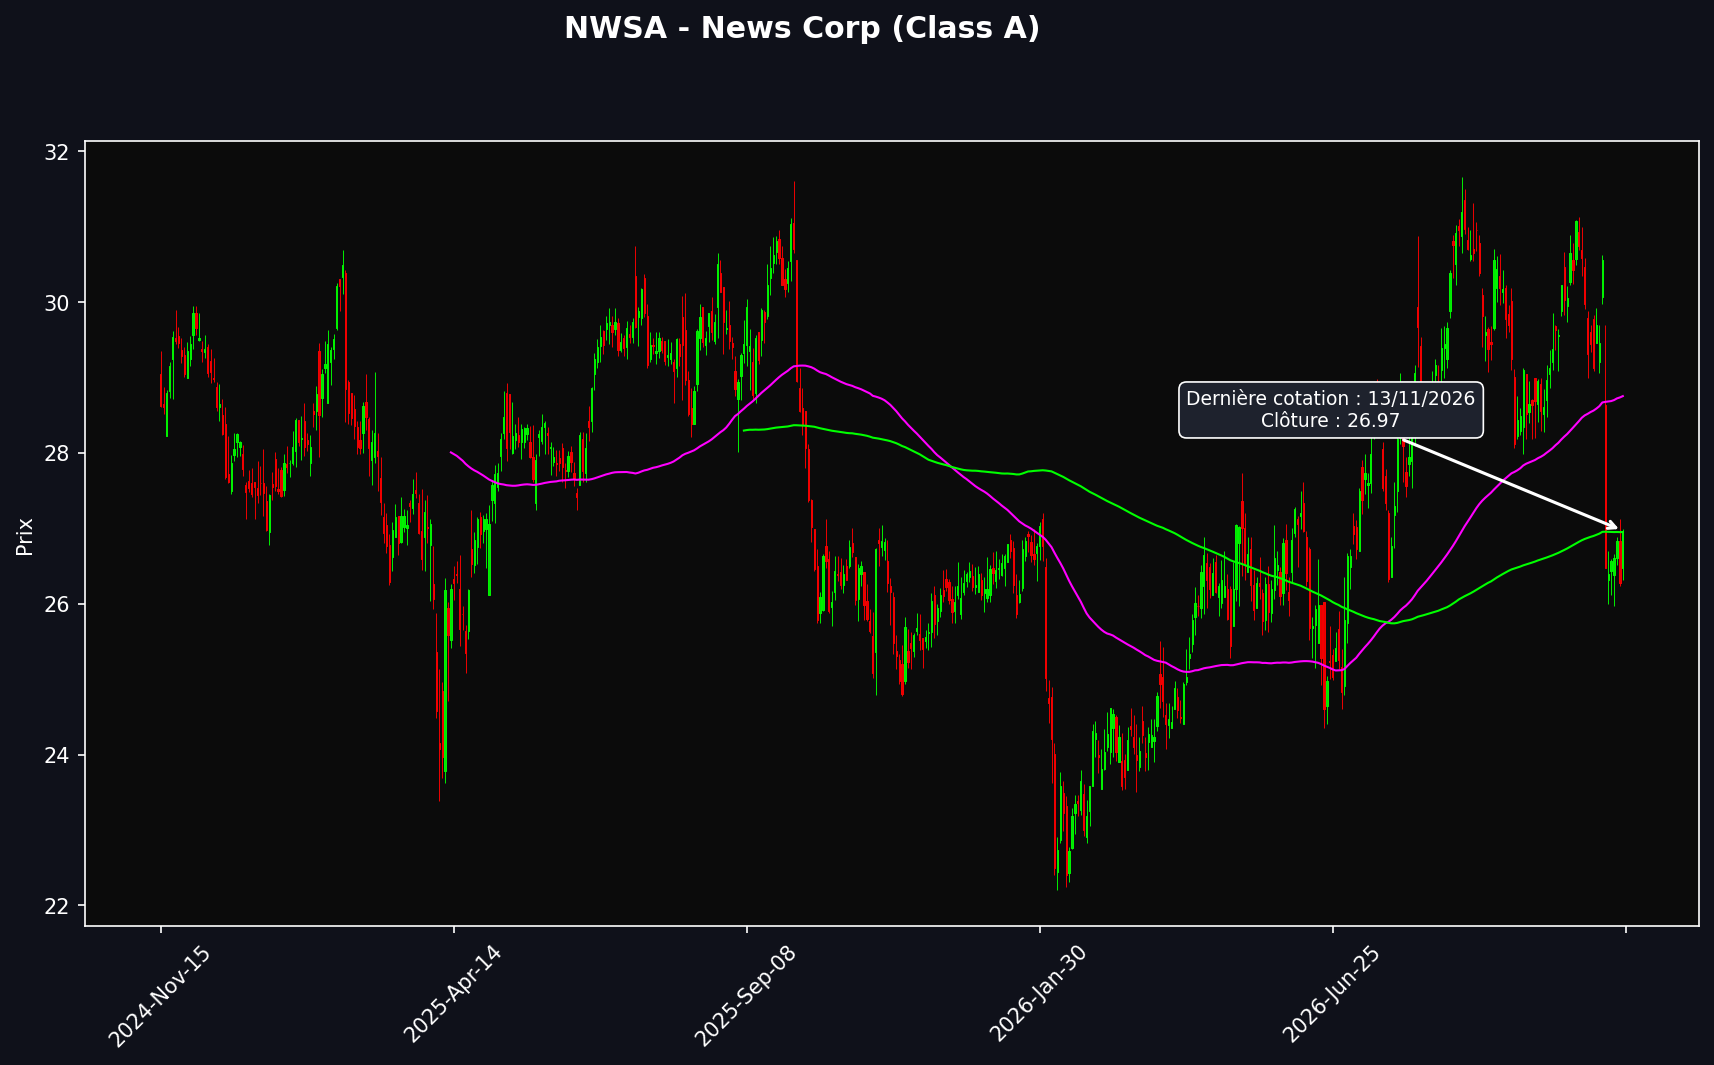 NWSA - News Corp (Class A)
32
30
28
26
24
22
Prix
Dernière cotation : 13/11/2026
Clôture : 26.97
2024-Nov-15
2025-Apr-14
2025-Sep-08
2026-Jan-30
2026-Jun-25